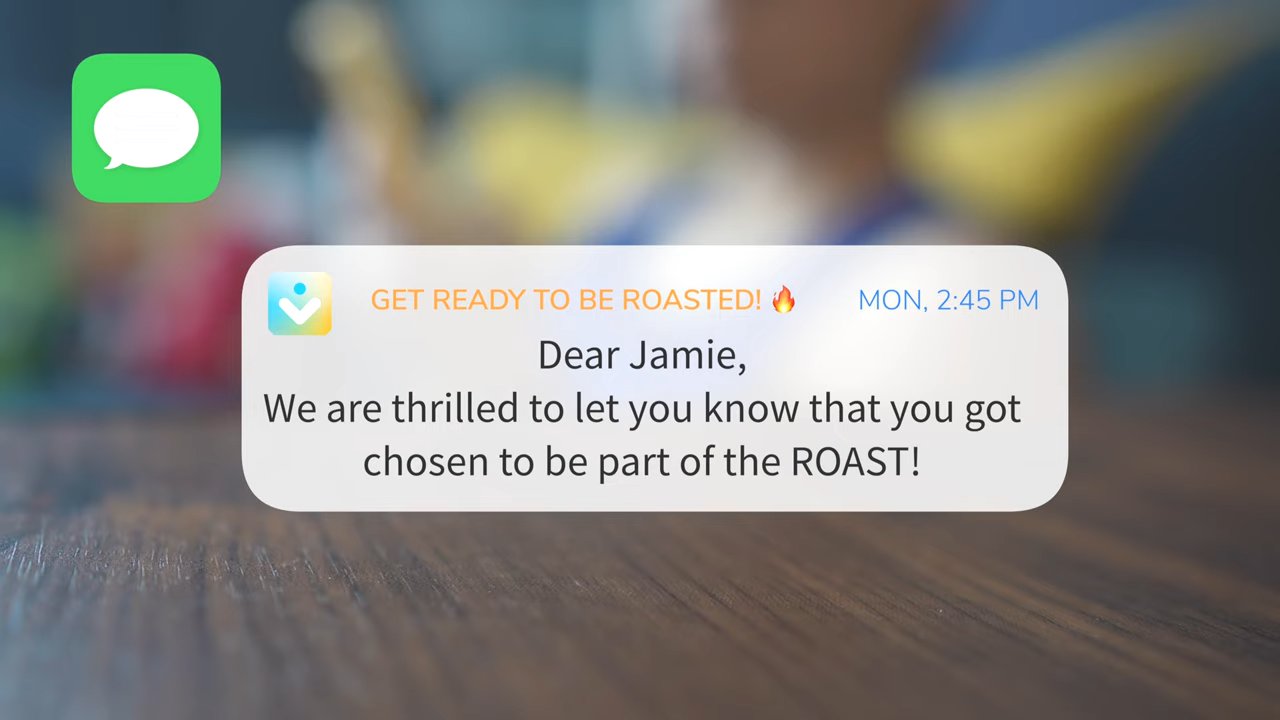 GET READY TO BE ROASTED! 🔥 MON, 2:45 PM
Dear Jamie,
We are thrilled to let you know that you got
chosen to be part of the ROAST!